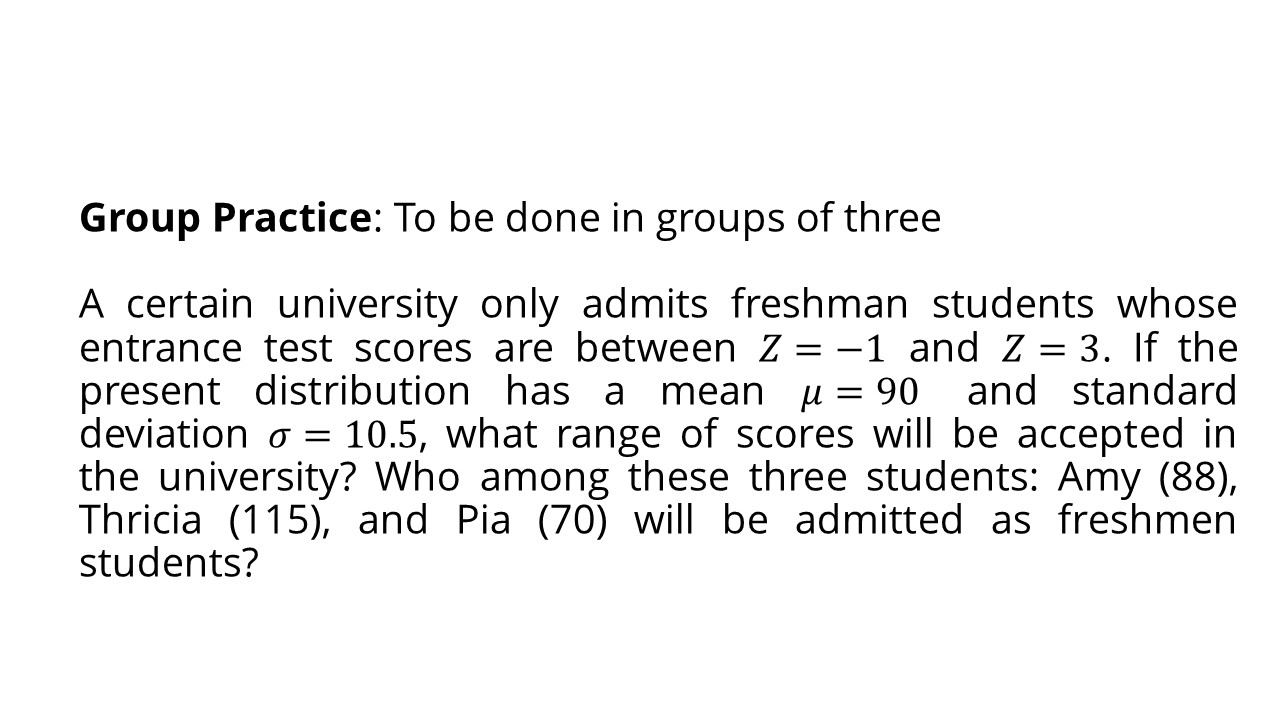 Group Practice: To be done in groups of three
A certain university only admits freshman students whose
entrance test scores are between Z = −1 and Z = 3. If the
present distribution has a mean μ = 90 and standard
deviation σ = 10.5, what range of scores will be accepted in
the university? Who among these three students: Amy (88),
Thricia (115), and Pia (70) will be admitted as freshmen
students?